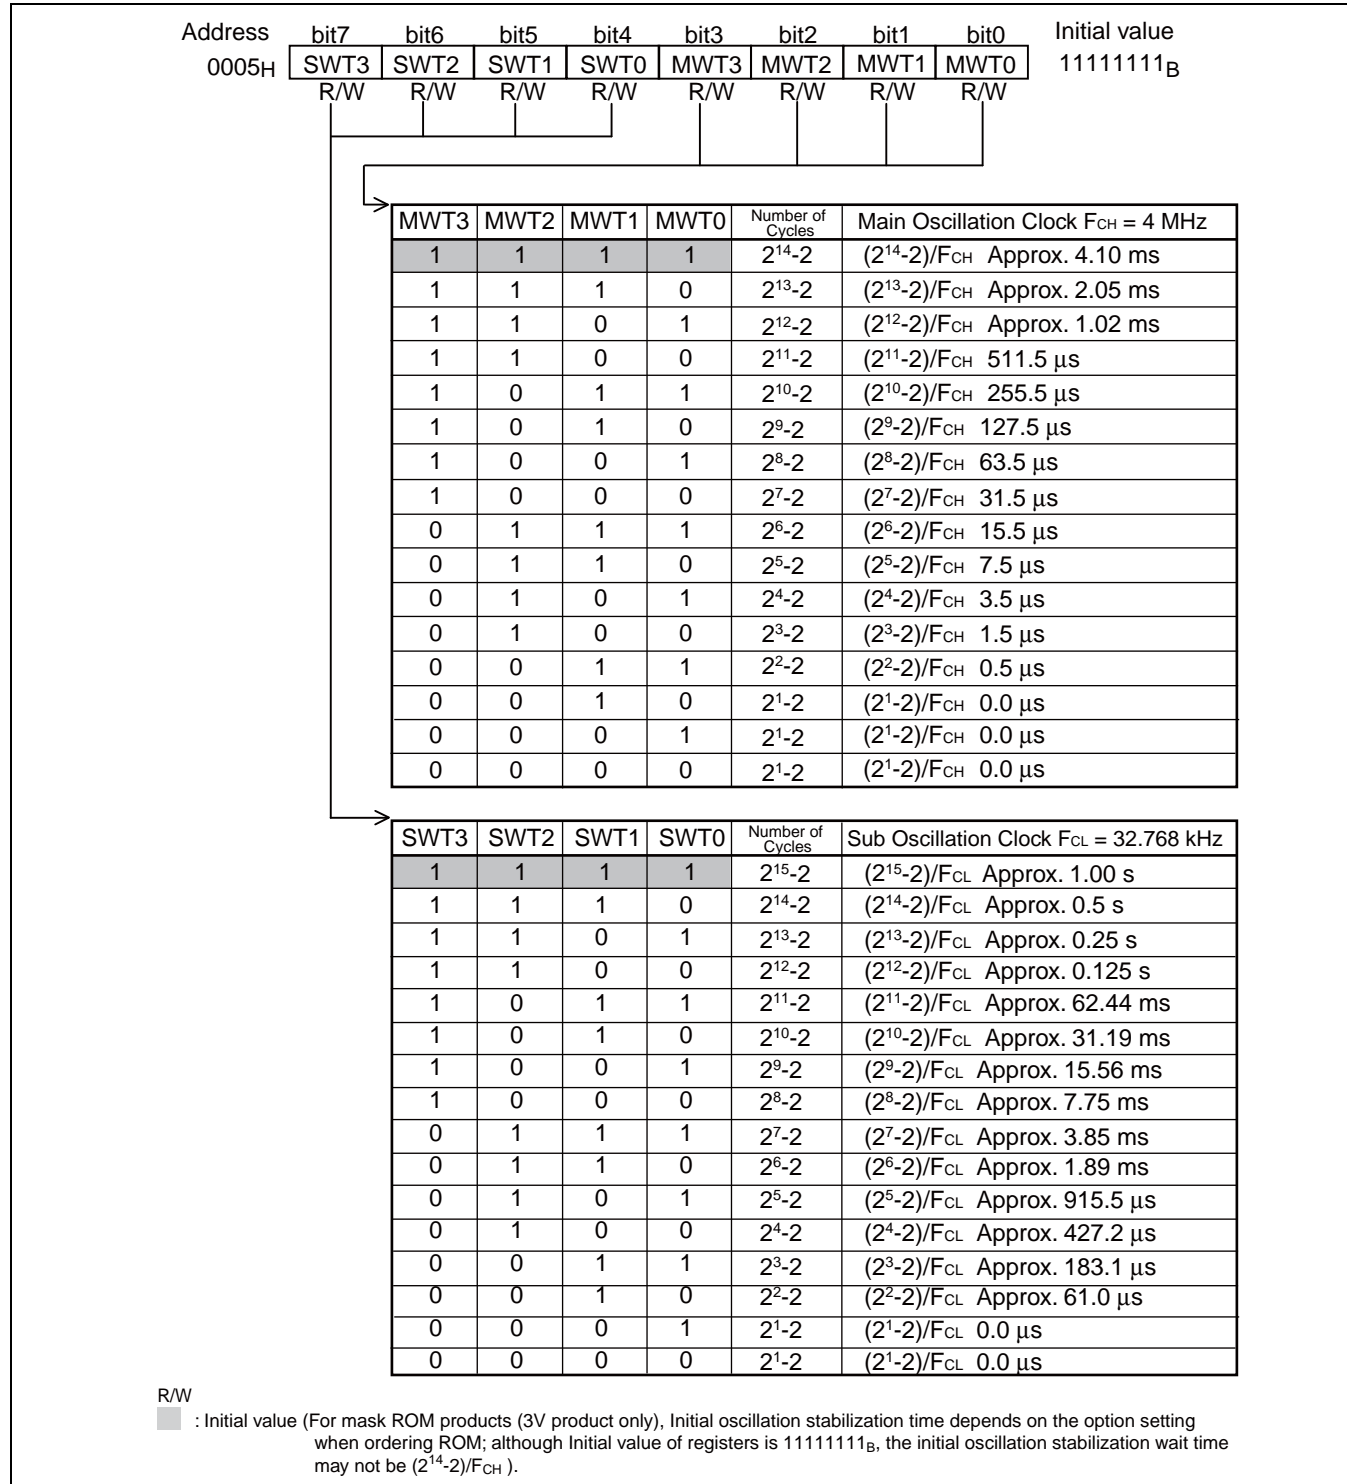 Address bit7 bit6 bit5 bit4 bit3 bit2 bit1 bit0 Initial value
0005H SWT3 SWT2 SWT1 SWT0 MWT3 MWT2 MWT1 MWT0 11111111B
R/W R/W R/W R/W R/W R/W R/W R/W
MWT3 MWT2 MWT1 MWT0 Number of Cycles Main Oscillation Clock FCH = 4 MHz
1 1 1 1 2¹⁴-2 (2¹⁴-2)/FCH Approx. 4.10 ms
1 1 1 0 2¹³-2 (2¹³-2)/FCH Approx. 2.05 ms
1 1 0 1 2¹²-2 (2¹²-2)/FCH Approx. 1.02 ms
1 1 0 0 2¹¹-2 (2¹¹-2)/FCH 511.5 µs
1 0 1 1 2¹⁰-2 (2¹⁰-2)/FCH 255.5 µs
1 0 1 0 2⁹-2 (2⁹-2)/FCH 127.5 µs
1 0 0 1 2⁸-2 (2⁸-2)/FCH 63.5 µs
1 0 0 0 2⁷-2 (2⁷-2)/FCH 31.5 µs
0 1 1 1 2⁶-2 (2⁶-2)/FCH 15.5 µs
0 1 1 0 2⁵-2 (2⁵-2)/FCH 7.5 µs
0 1 0 1 2⁴-2 (2⁴-2)/FCH 3.5 µs
0 1 0 0 2³-2 (2³-2)/FCH 1.5 µs
0 0 1 1 2²-2 (2²-2)/FCH 0.5 µs
0 0 1 0 2¹-2 (2¹-2)/FCH 0.0 µs
0 0 0 1 2¹-2 (2¹-2)/FCH 0.0 µs
0 0 0 0 2¹-2 (2¹-2)/FCH 0.0 µs
SWT3 SWT2 SWT1 SWT0 Number of Cycles Sub Oscillation Clock FCL = 32.768 kHz
1 1 1 1 2¹⁵-2 (2¹⁵-2)/FCL Approx. 1.00 s
1 1 1 0 2¹⁴-2 (2¹⁴-2)/FCL Approx. 0.5 s
1 1 0 1 2¹³-2 (2¹³-2)/FCL Approx. 0.25 s
1 1 0 0 2¹²-2 (2¹²-2)/FCL Approx. 0.125 s
1 0 1 1 2¹¹-2 (2¹¹-2)/FCL Approx. 62.44 ms
1 0 1 0 2¹⁰-2 (2¹⁰-2)/FCL Approx. 31.19 ms
1 0 0 1 2⁹-2 (2⁹-2)/FCL Approx. 15.56 ms
1 0 0 0 2⁸-2 (2⁸-2)/FCL Approx. 7.75 ms
0 1 1 1 2⁷-2 (2⁷-2)/FCL Approx. 3.85 ms
0 1 1 0 2⁶-2 (2⁶-2)/FCL Approx. 1.89 ms
0 1 0 1 2⁵-2 (2⁵-2)/FCL Approx. 915.5 µs
0 1 0 0 2⁴-2 (2⁴-2)/FCL Approx. 427.2 µs
0 0 1 1 2³-2 (2³-2)/FCL Approx. 183.1 µs
0 0 1 0 2²-2 (2²-2)/FCL Approx. 61.0 µs
0 0 0 1 2¹-2 (2¹-2)/FCL 0.0 µs
0 0 0 0 2¹-2 (2¹-2)/FCL 0.0 µs
R/W
: Initial value (For mask ROM products (3V product only), Initial oscillation stabilization time depends on the option setting
when ordering ROM; although Initial value of registers is 11111111B, the initial oscillation stabilization wait time
may not be (2¹⁴-2)/FCH ).